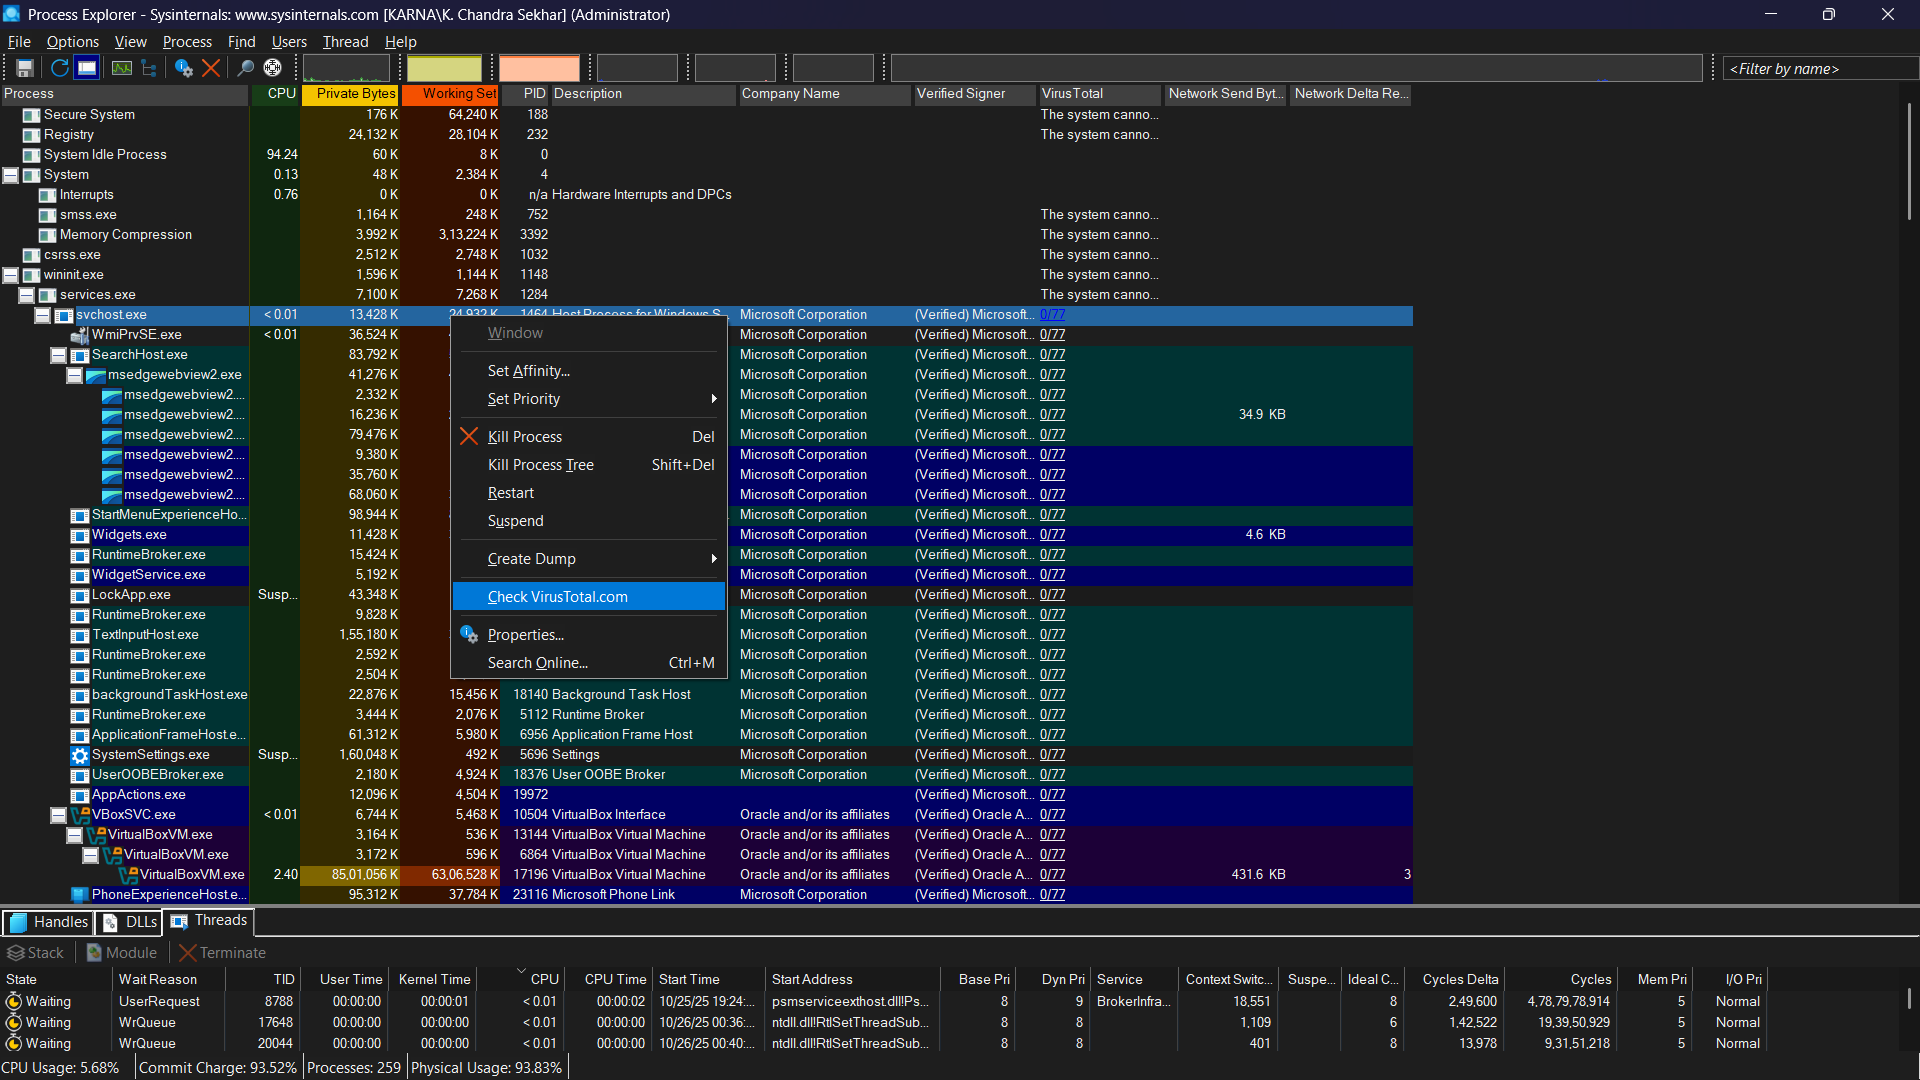 Process Explorer - Sysinternals: www.sysinternals.com [KARNA\K. Chandra Sekhar] (Administrator)
File Options View Process Find Users Thread Help
<Filter by name>
Process CPU Private Bytes Working Set PID Description Company Name Verified Signer VirusTotal Network Send Byt... Network Delta Re...
Secure System 176 K 64,240 K 188 The system canno...
Registry 24,132 K 28,104 K 232 The system canno...
System Idle Process 94.24 60 K 8 K 0
System 0.13 48 K 2,384 K 4
Interrupts 0.76 0 K 0 K n/a Hardware Interrupts and DPCs
smss.exe 1,164 K 248 K 752 The system canno...
Memory Compression 3,992 K 3,13,224 K 3392 The system canno...
csrss.exe 2,512 K 2,748 K 1032 The system canno...
wininit.exe 1,596 K 1,144 K 1148 The system canno...
services.exe 7,100 K 7,268 K 1284 The system canno...
svchost.exe < 0.01 13,428 K 24,932 K 1464 Host Process for Windows S... Microsoft Corporation (Verified) Microsoft... 0/77
WmiPrvSE.exe < 0.01 36,524 K Microsoft Corporation (Verified) Microsoft... 0/77
SearchHost.exe 83,792 K Microsoft Corporation (Verified) Microsoft... 0/77
msedgewebview2.exe 41,276 K Microsoft Corporation (Verified) Microsoft... 0/77
msedgewebview2.... 2,332 K Microsoft Corporation (Verified) Microsoft... 0/77
msedgewebview2.... 16,236 K Microsoft Corporation (Verified) Microsoft... 0/77 34.9 KB
msedgewebview2.... 79,476 K Microsoft Corporation (Verified) Microsoft... 0/77
msedgewebview2.... 9,380 K Microsoft Corporation (Verified) Microsoft... 0/77
msedgewebview2.... 35,760 K Microsoft Corporation (Verified) Microsoft... 0/77
msedgewebview2.... 68,060 K Microsoft Corporation (Verified) Microsoft... 0/77
StartMenuExperienceHo... 98,944 K Microsoft Corporation (Verified) Microsoft... 0/77
Widgets.exe 11,428 K Microsoft Corporation (Verified) Microsoft... 0/77 4.6 KB
RuntimeBroker.exe 15,424 K Microsoft Corporation (Verified) Microsoft... 0/77
WidgetService.exe 5,192 K Microsoft Corporation (Verified) Microsoft... 0/77
LockApp.exe Susp... 43,348 K Microsoft Corporation (Verified) Microsoft... 0/77
RuntimeBroker.exe 9,828 K Microsoft Corporation (Verified) Microsoft... 0/77
TextInputHost.exe 1,55,180 K Microsoft Corporation (Verified) Microsoft... 0/77
RuntimeBroker.exe 2,592 K Microsoft Corporation (Verified) Microsoft... 0/77
RuntimeBroker.exe 2,504 K Microsoft Corporation (Verified) Microsoft... 0/77
backgroundTaskHost.exe 22,876 K 15,456 K 18140 Background Task Host Microsoft Corporation (Verified) Microsoft... 0/77
RuntimeBroker.exe 3,444 K 2,076 K 5112 Runtime Broker Microsoft Corporation (Verified) Microsoft... 0/77
ApplicationFrameHost.e... 61,312 K 5,980 K 6956 Application Frame Host Microsoft Corporation (Verified) Microsoft... 0/77
SystemSettings.exe Susp... 1,60,048 K 492 K 5696 Settings Microsoft Corporation (Verified) Microsoft... 0/77
UserOOBEBroker.exe 2,180 K 4,924 K 18376 User OOBE Broker Microsoft Corporation (Verified) Microsoft... 0/77
AppActions.exe 12,096 K 4,504 K 19972 (Verified) Microsoft... 0/77
VBoxSVC.exe < 0.01 6,744 K 5,468 K 10504 VirtualBox Interface Oracle and/or its affiliates (Verified) Oracle A... 0/77
VirtualBoxVM.exe 3,164 K 536 K 13144 VirtualBox Virtual Machine Oracle and/or its affiliates (Verified) Oracle A... 0/77
VirtualBoxVM.exe 3,172 K 596 K 6864 VirtualBox Virtual Machine Oracle and/or its affiliates (Verified) Oracle A... 0/77
VirtualBoxVM.exe 2.40 85,01,056 K 63,06,528 K 17196 VirtualBox Virtual Machine Oracle and/or its affiliates (Verified) Oracle A... 0/77 431.6 KB 3
PhoneExperienceHost.e... 95,312 K 37,784 K 23116 Microsoft Phone Link Microsoft Corporation (Verified) Microsoft... 0/77
Window
Set Affinity...
Set Priority
Kill Process Del
Kill Process Tree Shift+Del
Restart
Suspend
Create Dump
Check VirusTotal.com
Properties...
Search Online... Ctrl+M
Handles DLLs Threads
Stack Module Terminate
State Wait Reason TID User Time Kernel Time CPU CPU Time Start Time Start Address Base Pri Dyn Pri Service Context Switc... Suspe... Ideal C... Cycles Delta Cycles Mem Pri I/O Pri
Waiting UserRequest 8788 00:00:00 00:00:01 < 0.01 00:00:02 10/25/25 19:24:... psmserviceexthost.dll!Ps... 8 9 BrokerInfra... 18,551 8 2,49,600 4,78,79,78,914 5 Normal
Waiting WrQueue 17648 00:00:00 00:00:00 < 0.01 00:00:00 10/26/25 00:36:... ntdll.dll!RtlSetThreadSub... 8 8 1,109 6 1,42,522 19,39,50,929 5 Normal
Waiting WrQueue 20044 00:00:00 00:00:00 < 0.01 00:00:00 10/26/25 00:40:... ntdll.dll!RtlSetThreadSub... 8 8 401 8 13,978 9,31,51,218 5 Normal
CPU Usage: 5.68% Commit Charge: 93.52% Processes: 259 Physical Usage: 93.83%